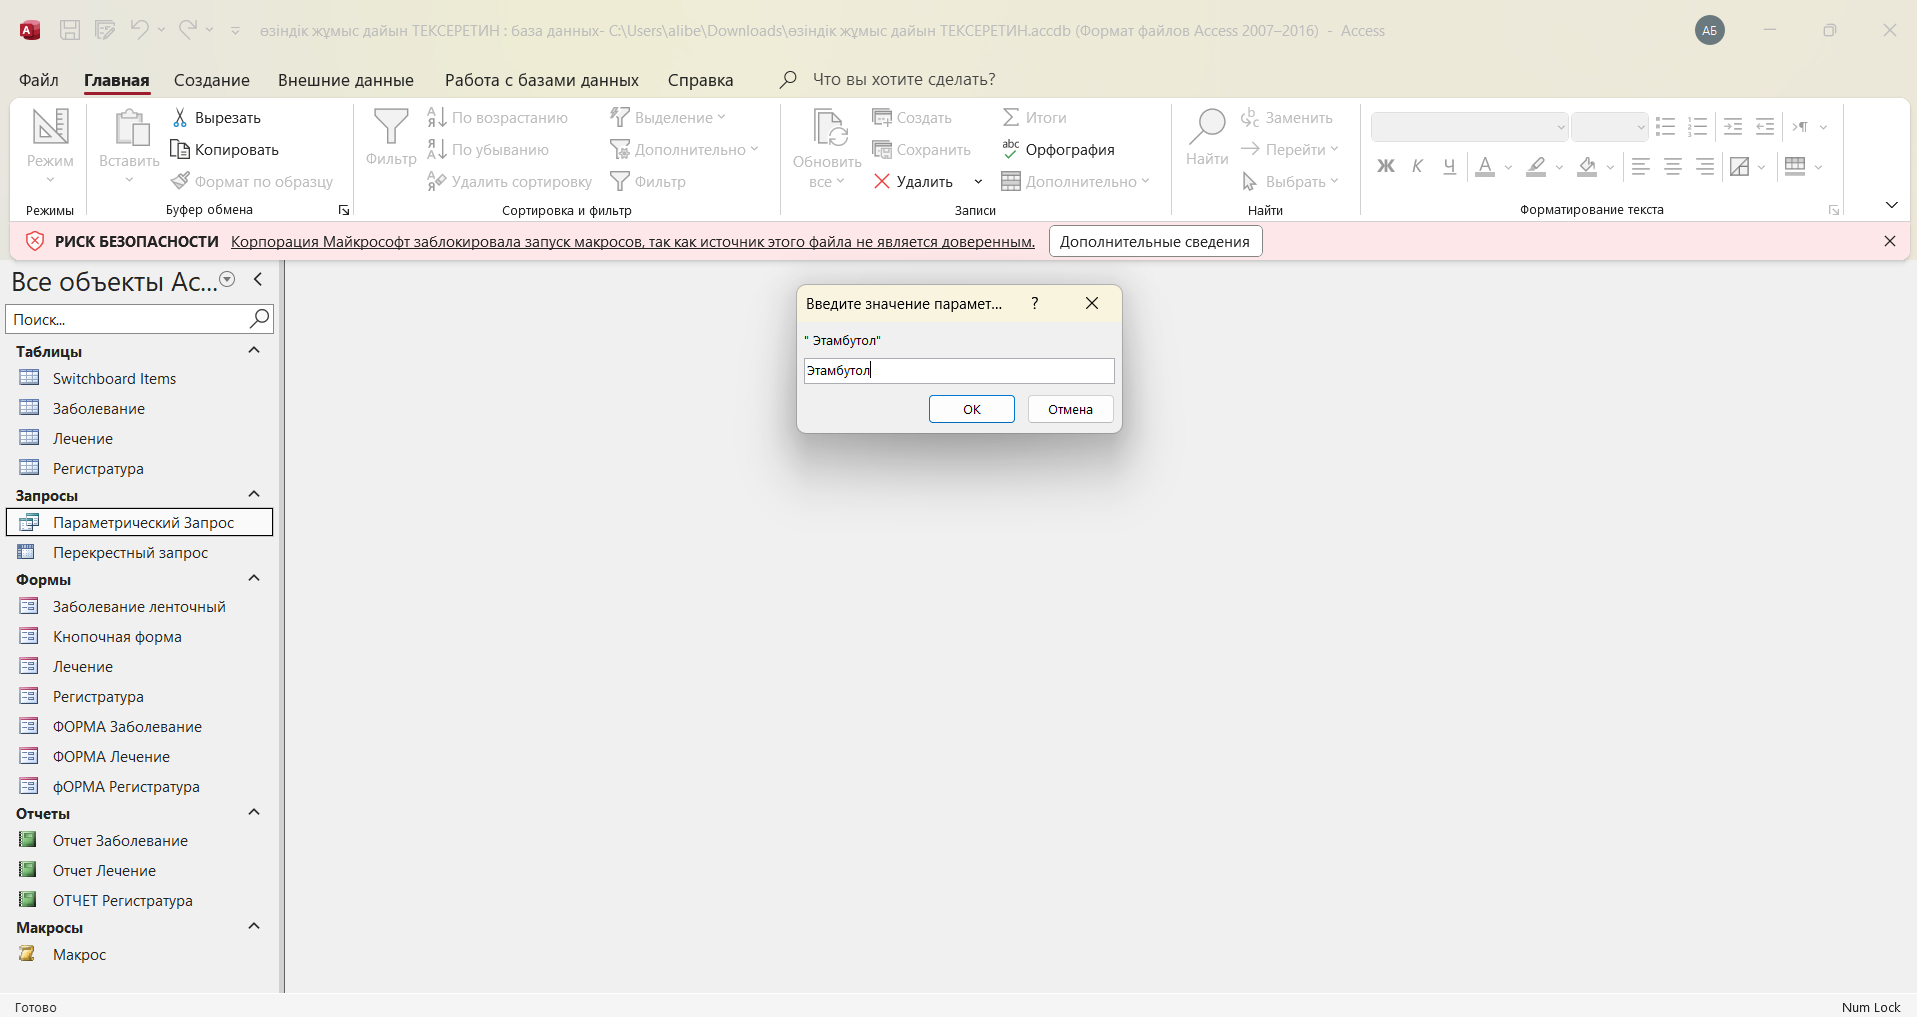 өзіндік жұмыс дайын ТЕКСЕРЕТИН : база данных- C:\Users\alibe\Downloads\өзіндік жұмыс дайын ТЕКСЕРЕТИН.accdb (Формат файлов Access 2007–2016) - Access
АБ
Файл Главная Создание Внешние данные Работа с базами данных Справка Что вы хотите сделать?
Режим
Режимы
Вставить
Вырезать
Копировать
Формат по образцу
Буфер обмена
Фильтр
По возрастанию
По убыванию
Удалить сортировку
Выделение
Дополнительно
Фильтр
Сортировка и фильтр
Обновить
все
Создать
Сохранить
Удалить
Итоги
Орфография
Дополнительно
Записи
Найти
Заменить
Перейти
Выбрать
Найти
Ж К Ч А
Форматирование текста
РИСК БЕЗОПАСНОСТИ Корпорация Майкрософт заблокировала запуск макросов, так как источник этого файла не является доверенным. Дополнительные сведения
Все объекты Ac...
Поиск...
Таблицы
Switchboard Items
Заболевание
Лечение
Регистратура
Запросы
Параметрический Запрос
Перекрестный запрос
Формы
Заболевание ленточный
Кнопочная форма
Лечение
Регистратура
ФОРМА Заболевание
ФОРМА Лечение
фОРМА Регистратура
Отчеты
Отчет Заболевание
Отчет Лечение
ОТЧЕТ Регистратура
Макросы
Макрос
Введите значение парамет... ?
" Этамбутол"
Этамбутол
ОК Отмена
Готово
Num Lock